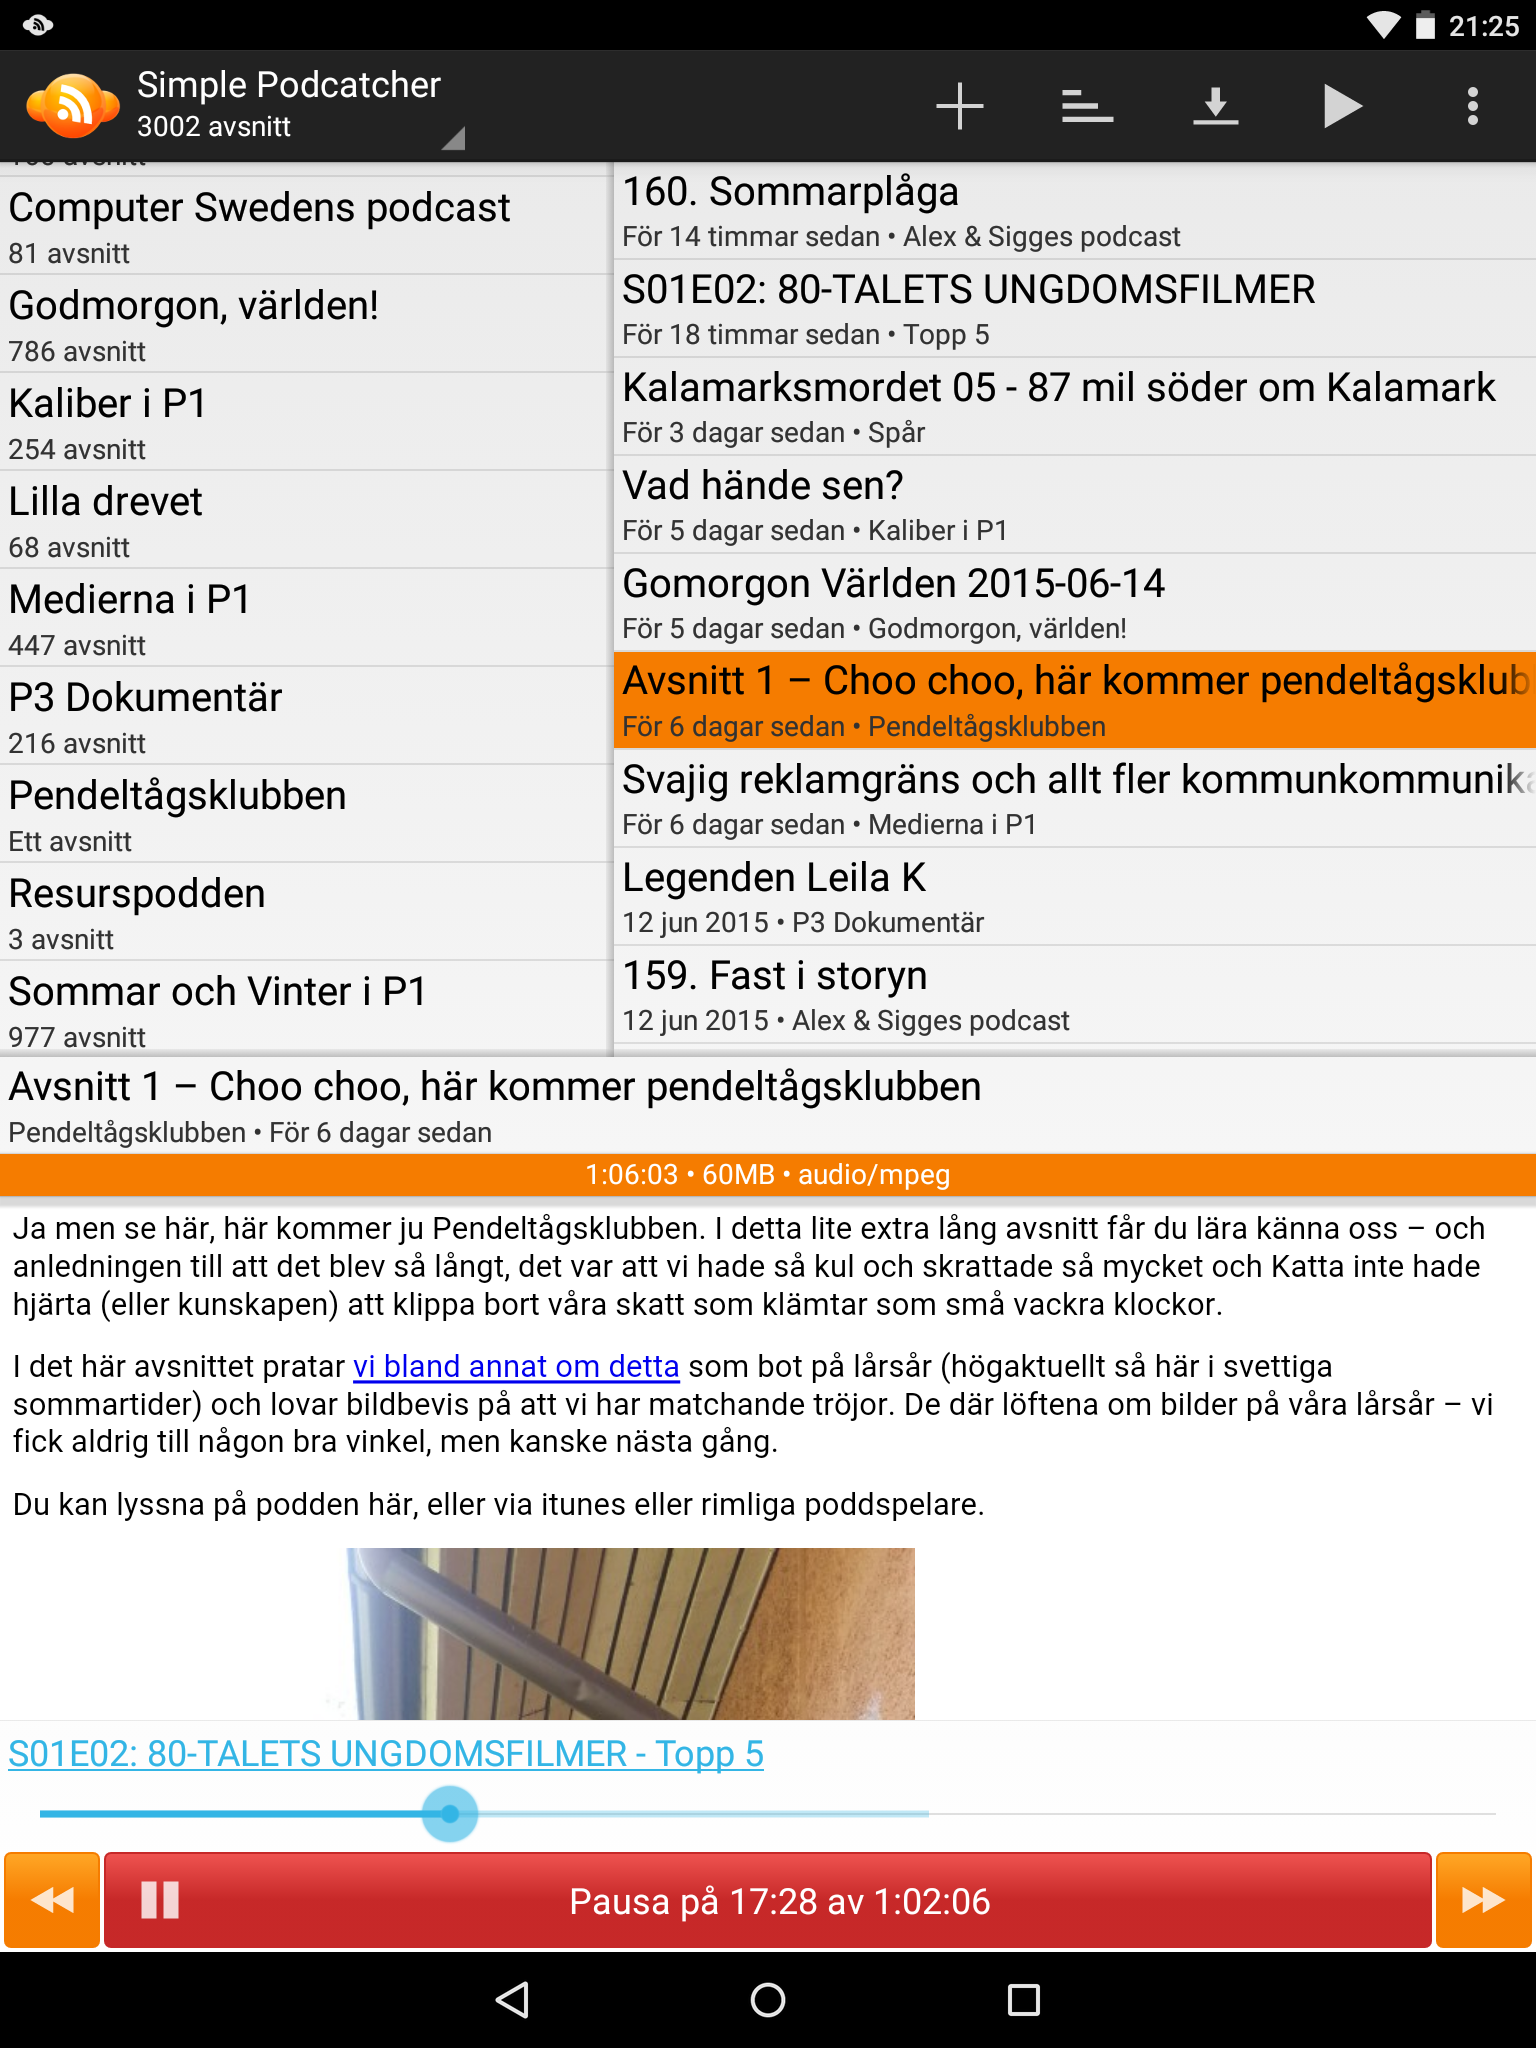 21:25
Simple Podcatcher
3002 avsnitt
avsnitt
Computer Swedens podcast
81 avsnitt
Godmorgon, världen!
786 avsnitt
Kaliber i P1
254 avsnitt
Lilla drevet
68 avsnitt
Medierna i P1
447 avsnitt
P3 Dokumentär
216 avsnitt
Pendeltågsklubben
Ett avsnitt
Resurspodden
3 avsnitt
Sommar och Vinter i P1
977 avsnitt
160. Sommarplåga
För 14 timmar sedan • Alex & Sigges podcast
S01E02: 80-TALETS UNGDOMSFILMER
För 18 timmar sedan • Topp 5
Kalamarksmordet 05 - 87 mil söder om Kalamark
För 3 dagar sedan • Spår
Vad hände sen?
För 5 dagar sedan • Kaliber i P1
Gomorgon Världen 2015-06-14
För 5 dagar sedan • Godmorgon, världen!
Avsnitt 1 – Choo choo, här kommer pendeltågsklub
För 6 dagar sedan • Pendeltågsklubben
Svajig reklamgräns och allt fler kommunkommunika
För 6 dagar sedan • Medierna i P1
Legenden Leila K
12 jun 2015 • P3 Dokumentär
159. Fast i storyn
12 jun 2015 • Alex & Sigges podcast
Avsnitt 1 – Choo choo, här kommer pendeltågsklubben
Pendeltågsklubben • För 6 dagar sedan
1:06:03 • 60MB • audio/mpeg
Ja men se här, här kommer ju Pendeltågsklubben. I detta lite extra lång avsnitt får du lära känna oss – och
anledningen till att det blev så långt, det var att vi hade så kul och skrattade så mycket och Katta inte hade
hjärta (eller kunskapen) att klippa bort våra skatt som klämtar som små vackra klockor.
I det här avsnittet pratar vi bland annat om detta som bot på lårsår (högaktuellt så här i svettiga
sommartider) och lovar bildbevis på att vi har matchande tröjor. De där löftena om bilder på våra lårsår – vi
fick aldrig till någon bra vinkel, men kanske nästa gång.
Du kan lyssna på podden här, eller via itunes eller rimliga poddspelare.
S01E02: 80-TALETS UNGDOMSFILMER - Topp 5
Pausa på 17:28 av 1:02:06